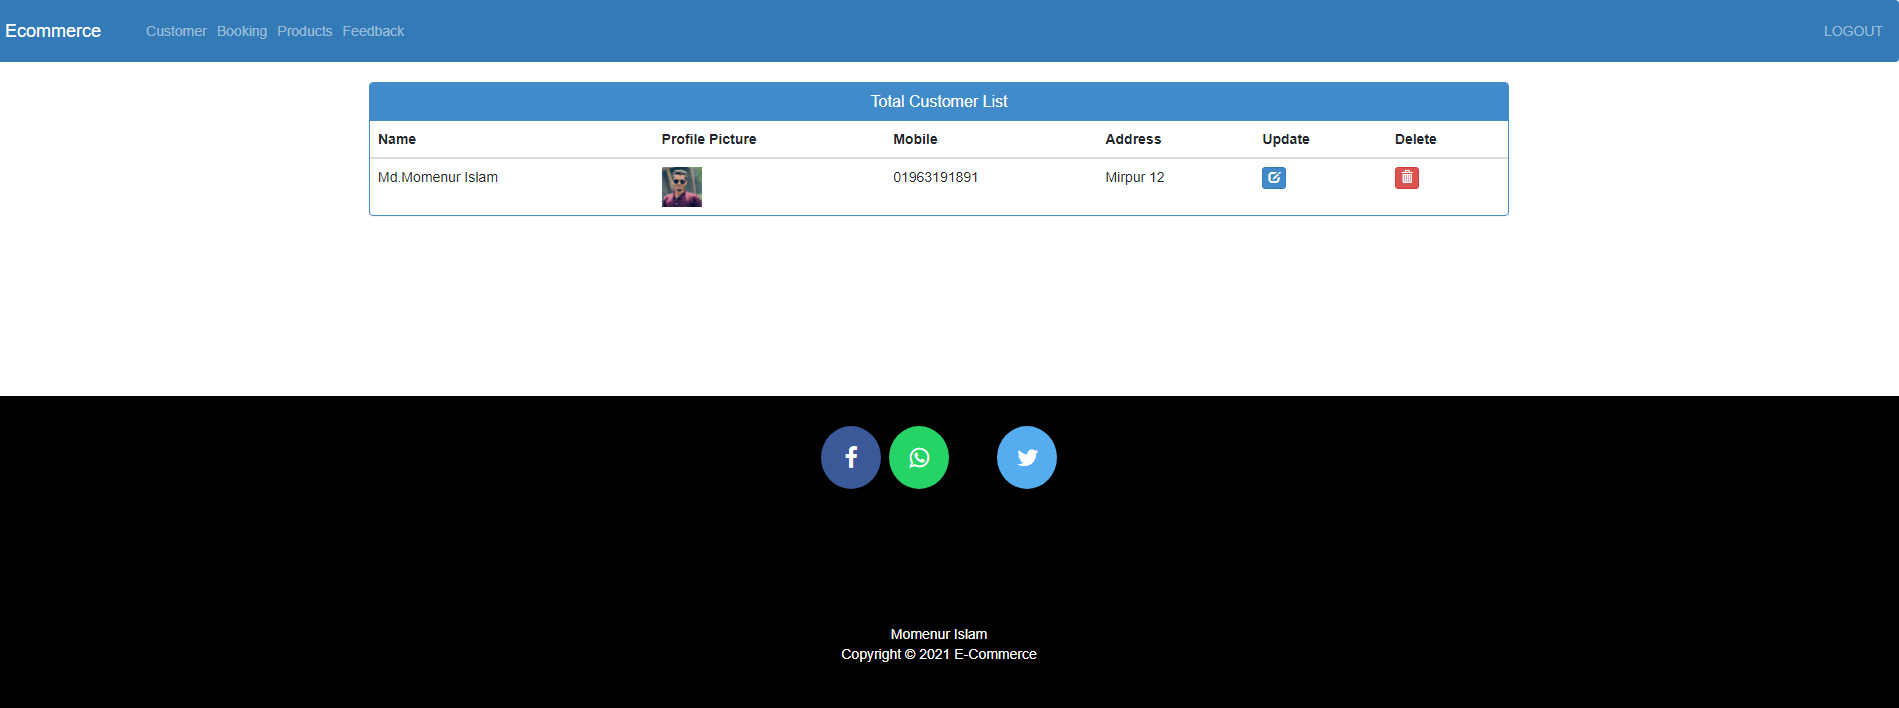 Ecommerce Customer Booking Products Feedback LOGOUT
Total Customer List
Name Profile Picture Mobile Address Update Delete
Md.Momenur Islam 01963191891 Mirpur 12
Momenur Islam
Copyright © 2021 E-Commerce